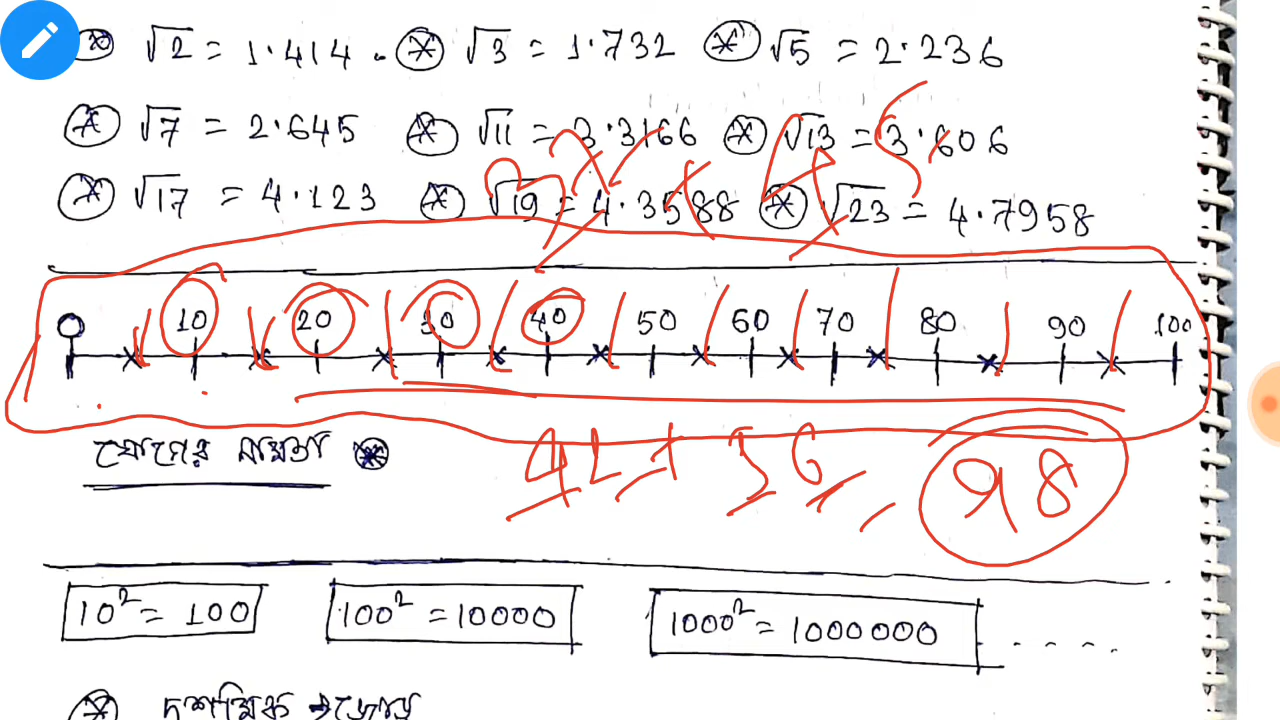 √2 = 1.414 √3 = 1.732 √5 = 2.236
√7 = 2.645 √11 = 3.3166 √13 = 3.606
√17 = 4.123 √19 = 4.3588 √23 = 4.7958
0 10 20 30 40 50 60 70 80 90 100
যোগের নামতা
98
10² = 100 100² = 10000 1000² = 1000000 .....
দশমিক